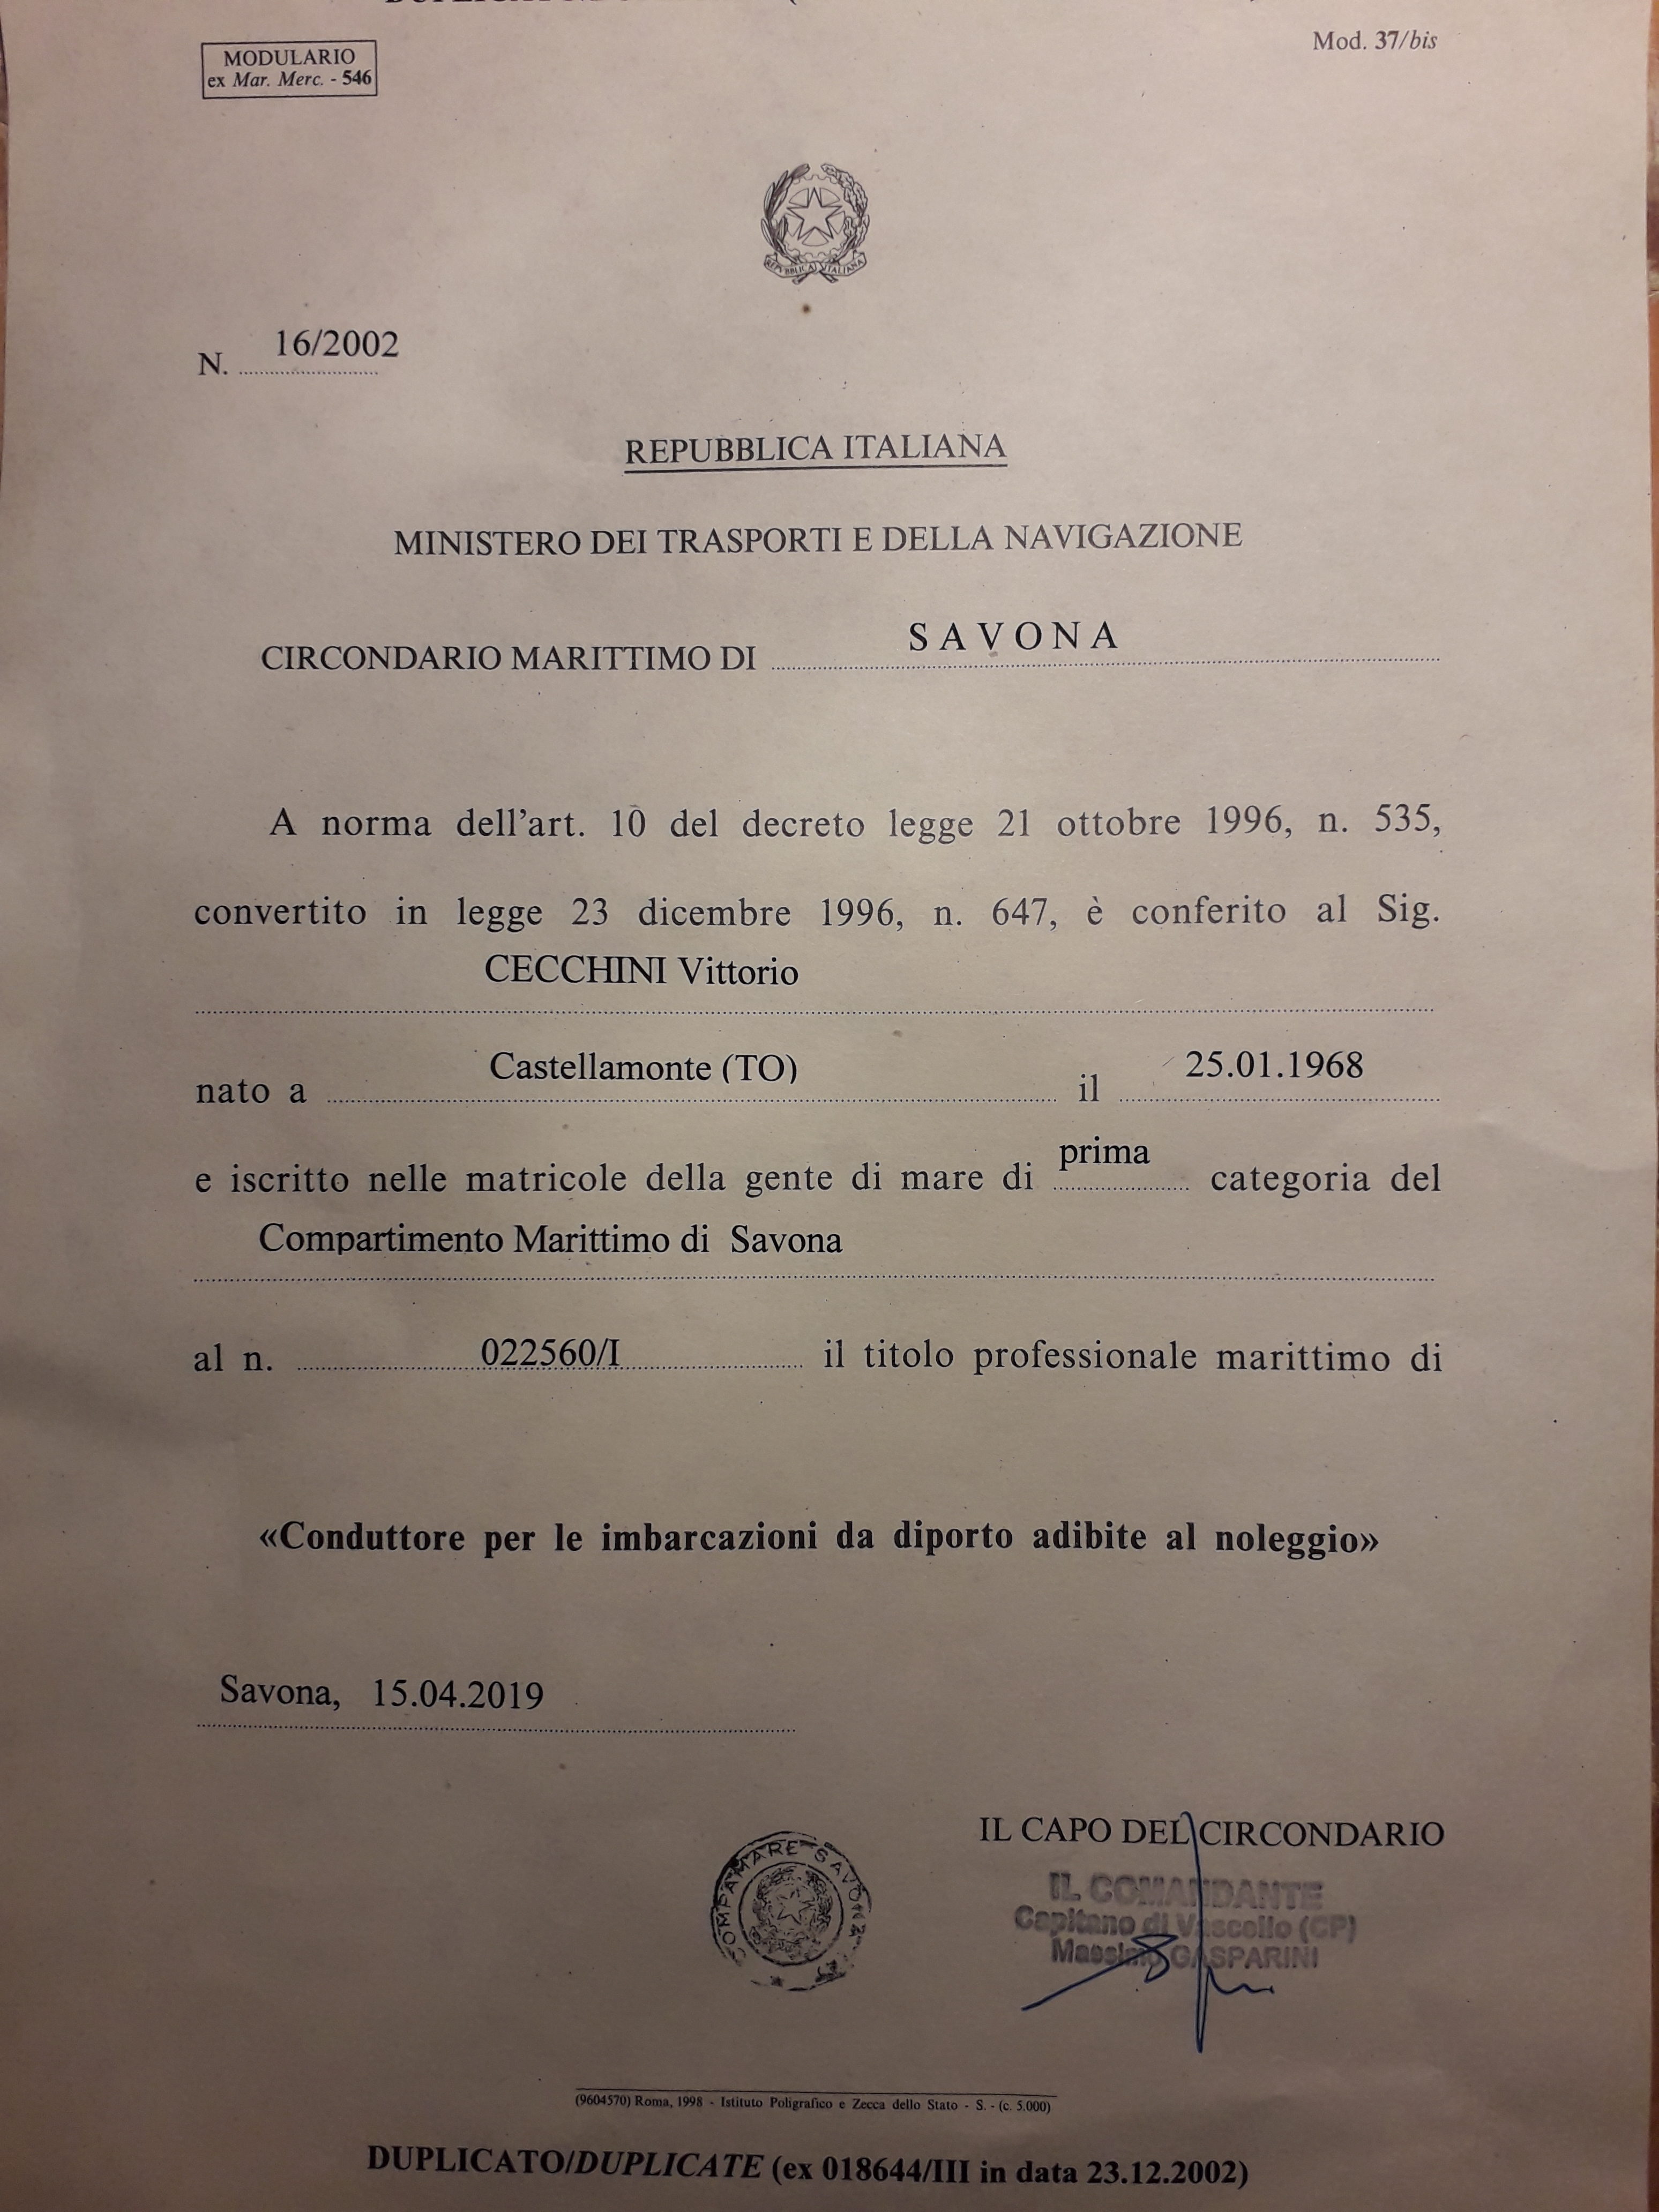 MODULARIO
ex Mar. Merc. - 546
Mod. 37/bis
REPUBBLICA ITALIANA
16/2002
N.
REPUBBLICA ITALIANA
MINISTERO DEI TRASPORTI E DELLA NAVIGAZIONE
CIRCONDARIO MARITTIMO DI SAVONA
A norma dell'art. 10 del decreto legge 21 ottobre 1996, n. 535,
convertito in legge 23 dicembre 1996, n. 647, è conferito al Sig.
CECCHINI Vittorio
nato a Castellamonte (TO) il 25.01.1968
e iscritto nelle matricole della gente di mare di prima categoria del
Compartimento Marittimo di Savona
al n. 022560/I il titolo professionale marittimo di
«Conduttore per le imbarcazioni da diporto adibite al noleggio»
Savona, 15.04.2019
IL CAPO DEL CIRCONDARIO
COMPAMARE SAVONA
IL COMANDANTE
Capitano di Vascello (CP)
Massimo GASPARINI
(9604570) Roma, 1998 - Istituto Poligrafico e Zecca dello Stato - S. - (c. 5.000)
DUPLICATO/DUPLICATE (ex 018644/III in data 23.12.2002)